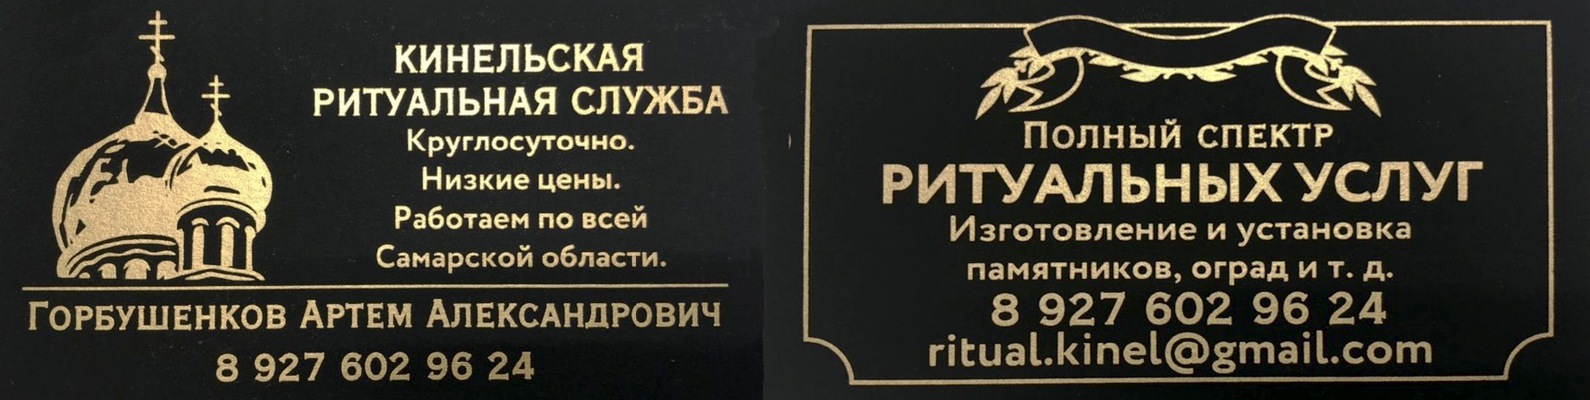 КИНЕЛЬСКАЯ
РИТУАЛЬНАЯ СЛУЖБА
Круглосуточно.
Низкие цены.
Работаем по всей
Самарской области.
ГОРБУШЕНКОВ АРТЕМ АЛЕКСАНДРОВИЧ
8 927 602 96 24
ПОЛНЫЙ СПЕКТР
РИТУАЛЬНЫХ УСЛУГ
Изготовление и установка
памятников, оград и т. д.
8 927 602 96 24
ritual.kinel@gmail.com